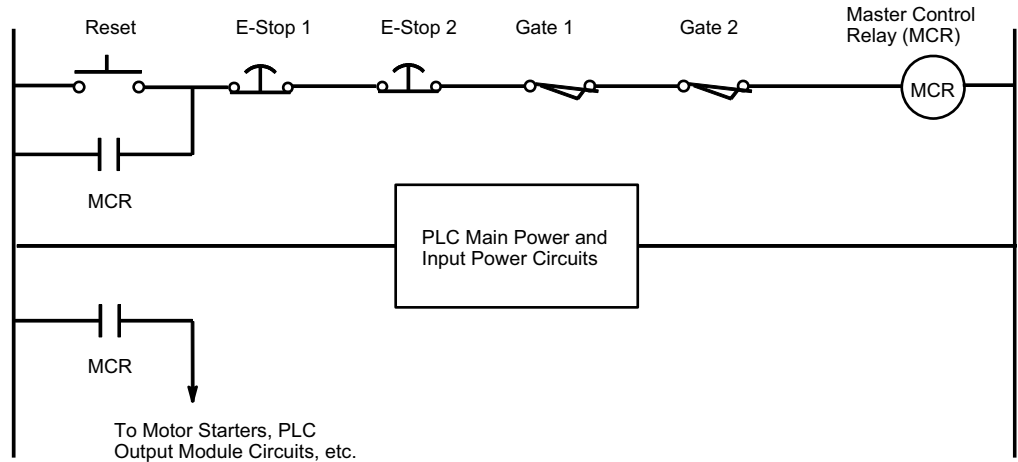 Reset
E-Stop 1
E-Stop 2
Gate 1
Gate 2
Master Control
Relay (MCR)
MCR
MCR
PLC Main Power and
Input Power Circuits
MCR
To Motor Starters, PLC
Output Module Circuits, etc.